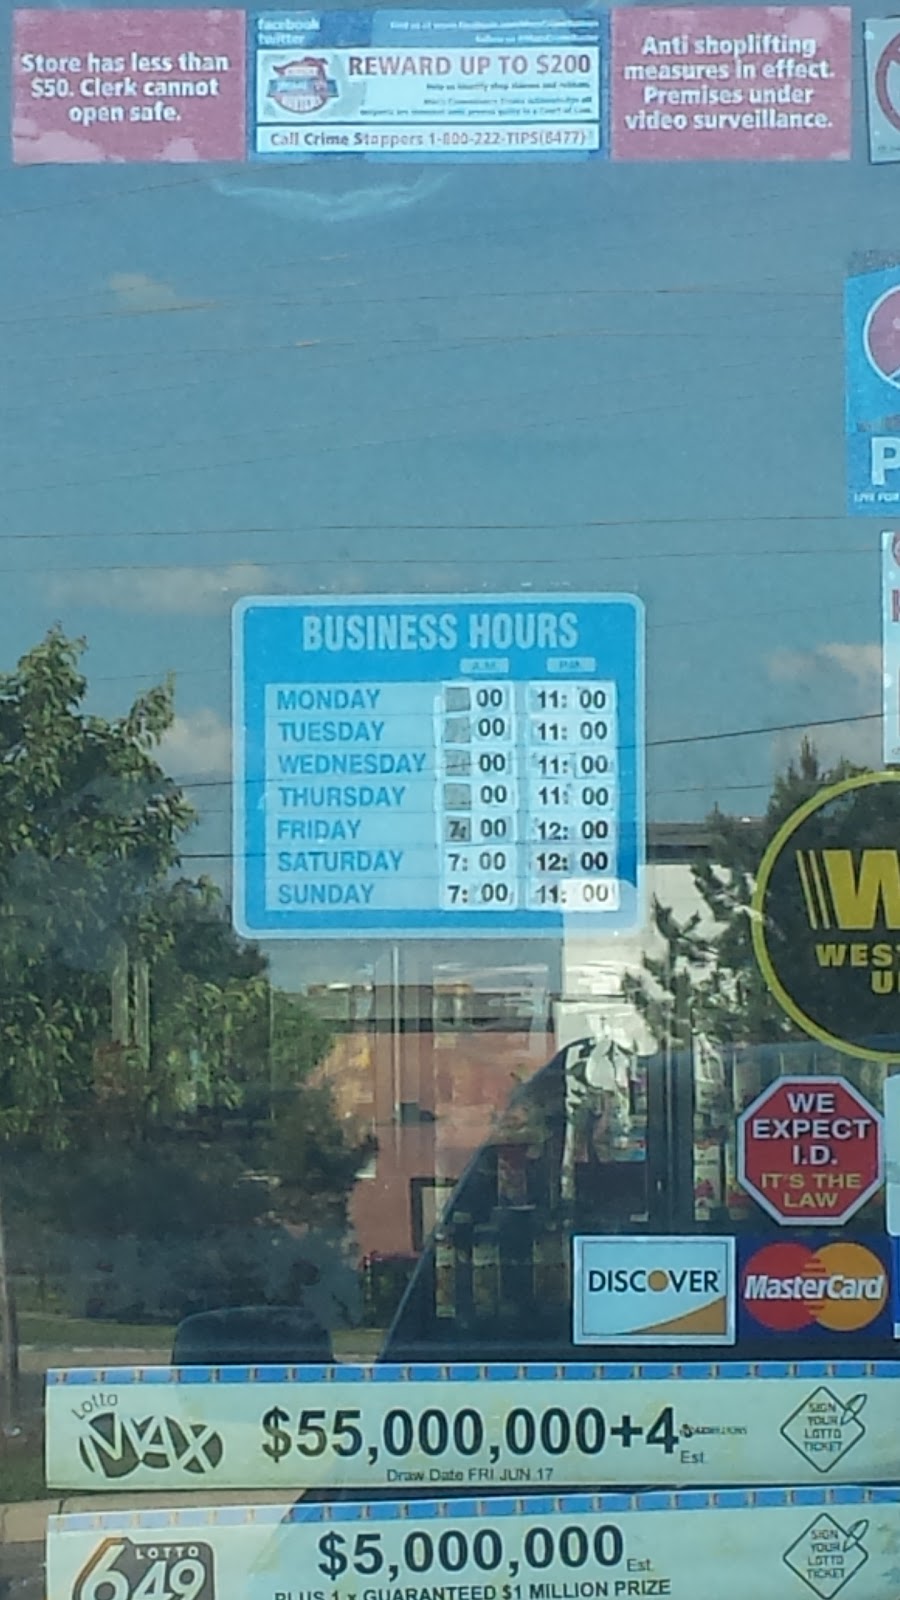 Store has less than
$50. Clerk cannot
open safe.
facebook
twitter
REWARD UP TO $200
Call Crime Stoppers 1-800-222-TIPS(8477)
Anti shoplifting
measures in effect.
Premises under
video surveillance.
P
BUSINESS HOURS
A.M. P.M.
MONDAY 00 11: 00
TUESDAY 00 11: 00
WEDNESDAY 00 11: 00
THURSDAY 00 11: 00
FRIDAY 7: 00 12: 00
SATURDAY 7: 00 12: 00
SUNDAY 7: 00 11: 00
W
WES
U
WE
EXPECT
I.D.
IT'S THE
LAW
DISCOVER
MasterCard
Lotto
MAX
$55,000,000+4
Est.
Draw Date FRI JUN 17
SIGN
YOUR
LOTTO
TICKET
LOTTO
649
$5,000,000 Est.
PLUS 1 x GUARANTEED $1 MILLION PRIZE
SIGN
YOUR
LOTTO
TICKET